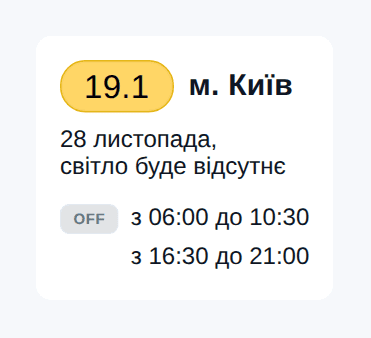 19.1 м. Київ
28 листопада,
світло буде відсутнє
OFF з 06:00 до 10:30
з 16:30 до 21:00